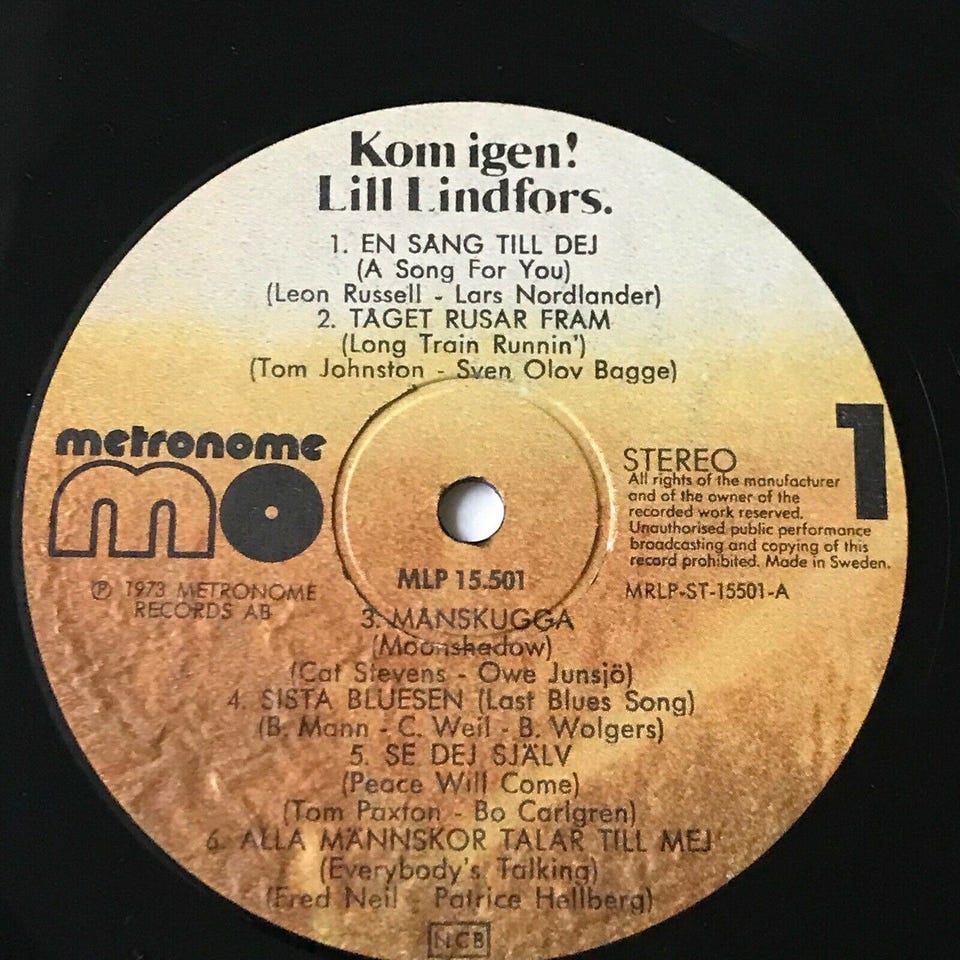 Kom igen!
Lill Lindfors.
1. EN SANG TILL DEJ
(A Song For You)
(Leon Russell - Lars Nordlander)
2. TAGET RUSAR FRAM
(Long Train Runnin')
(Tom Johnston - Sven Olov Bagge)
metronome
mo
STEREO
All rights of the manufacturer
and of the owner of the
recorded work reserved.
Unauthorised public performance
broadcasting and copying of this
record prohibited. Made in Sweden.
1
MLP 15.501
℗ 1973 METRONOME
RECORDS AB
MRLP-ST-15501-A
3. MANSKUGGA
(Moonshadow)
(Cat Stevens - Owe Junsjö)
4. SISTA BLUESEN (Last Blues Song)
(B. Mann - C. Weil - B. Wolgers)
5. SE DEJ SJÄLV
(Peace Will Come)
(Tom Paxton - Bo Carlgren)
6. ALLA MÄNNSKOR TALAR TILL MEJ
(Everybody's Talking)
(Fred Neil - Patrice Hellberg)
NCB